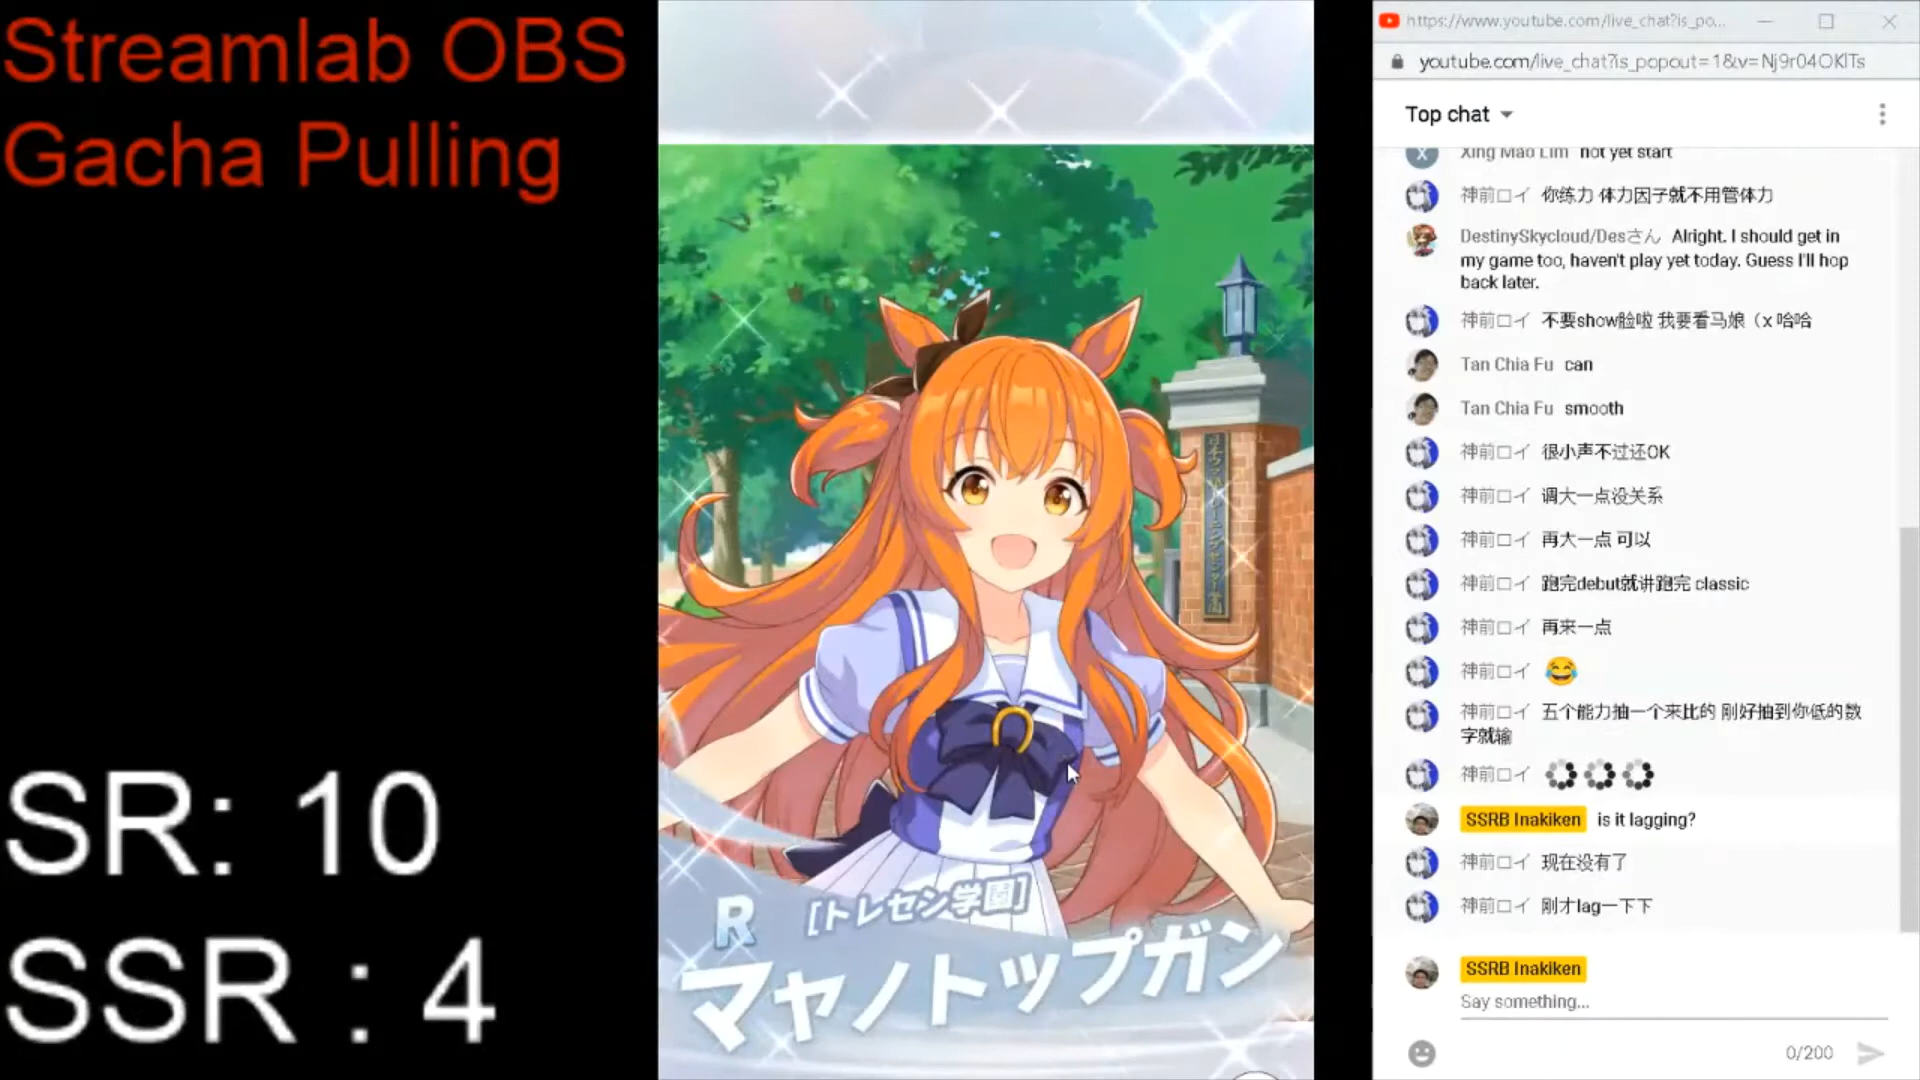 Streamlab OBS
Gacha Pulling
SR: 10
SSR : 4
R
[トレセン学園]
マヤノトップガン
https://www.youtube.com/live_chat?is_po...
youtube.com/live_chat?is_popout=1&v=Nj9r04OKlTs
Top chat
X Xing Mao Lim not yet start
神前ロイ 你练力 体力因子就不用管体力
DestinySkycloud/Desさん Alright. I should get in
my game too, haven't play yet today. Guess I'll hop
back later.
神前ロイ 不要show脸啦 我要看马娘（x 哈哈
Tan Chia Fu can
Tan Chia Fu smooth
神前ロイ 很小声不过还OK
神前ロイ 调大一点没关系
神前ロイ 再大一点 可以
神前ロイ 跑完debut就讲跑完 classic
神前ロイ 再来一点
神前ロイ 😂
神前ロイ 五个能力抽一个来比的 刚好抽到你低的数
字就输
神前ロイ
SSRB Inakiken is it lagging?
神前ロイ 现在没有了
神前ロイ 刚才lag一下下
SSRB Inakiken
Say something...
0/200